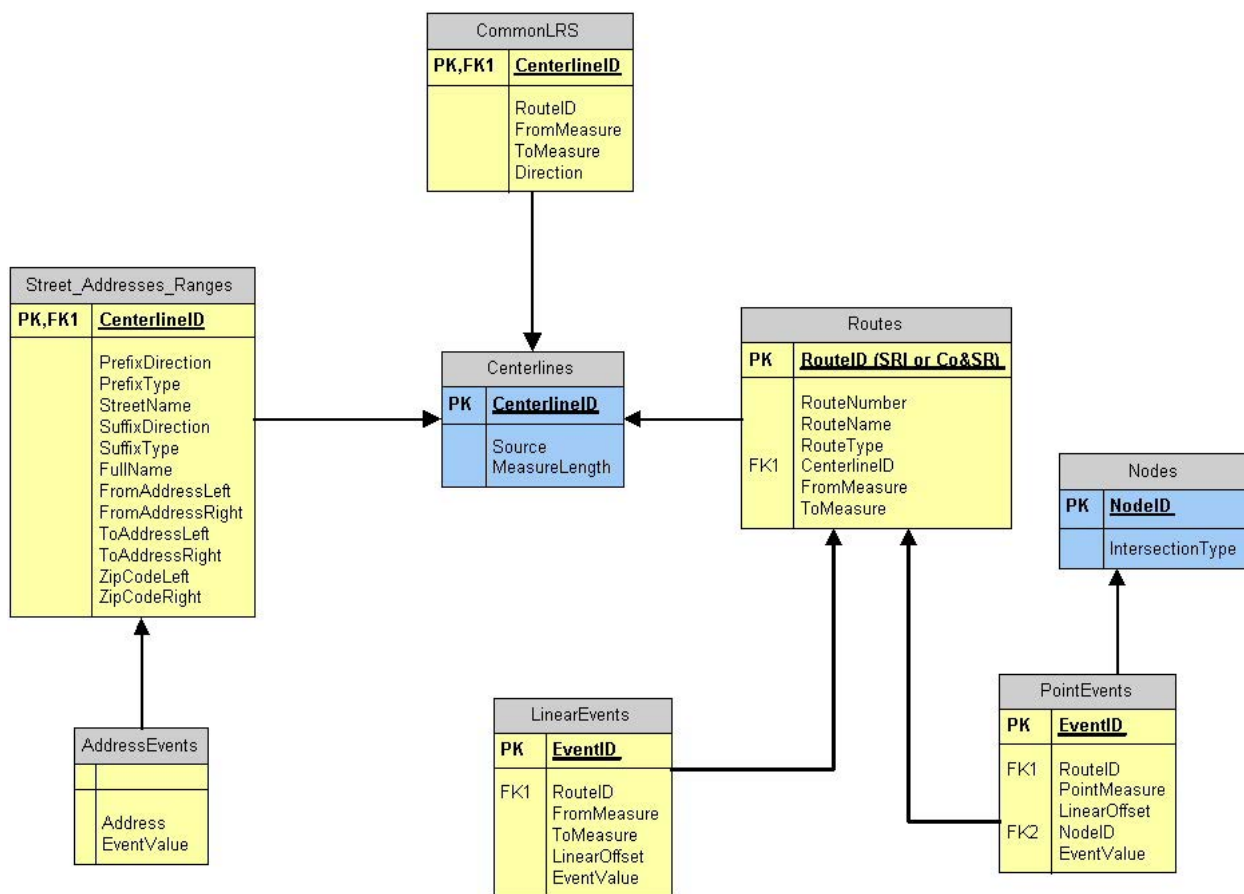 CommonLRS
PK,FK1 CenterlineID
RouteID
FromMeasure
ToMeasure
Direction
Street_Addresses_Ranges
PK,FK1 CenterlineID
PrefixDirection
PrefixType
StreetName
SuffixDirection
SuffixType
FullName
FromAddressLeft
FromAddressRight
ToAddressLeft
ToAddressRight
ZipCodeLeft
ZipCodeRight
Centerlines
PK CenterlineID
Source
MeasureLength
Routes
PK RouteID (SRI or Co&SR)
RouteNumber
RouteName
RouteType
FK1 CenterlineID
FromMeasure
ToMeasure
Nodes
PK NodeID
IntersectionType
AddressEvents
Address
EventValue
LinearEvents
PK EventID
FK1 RouteID
FromMeasure
ToMeasure
LinearOffset
EventValue
PointEvents
PK EventID
FK1 RouteID
PointMeasure
LinearOffset
FK2 NodeID
EventValue